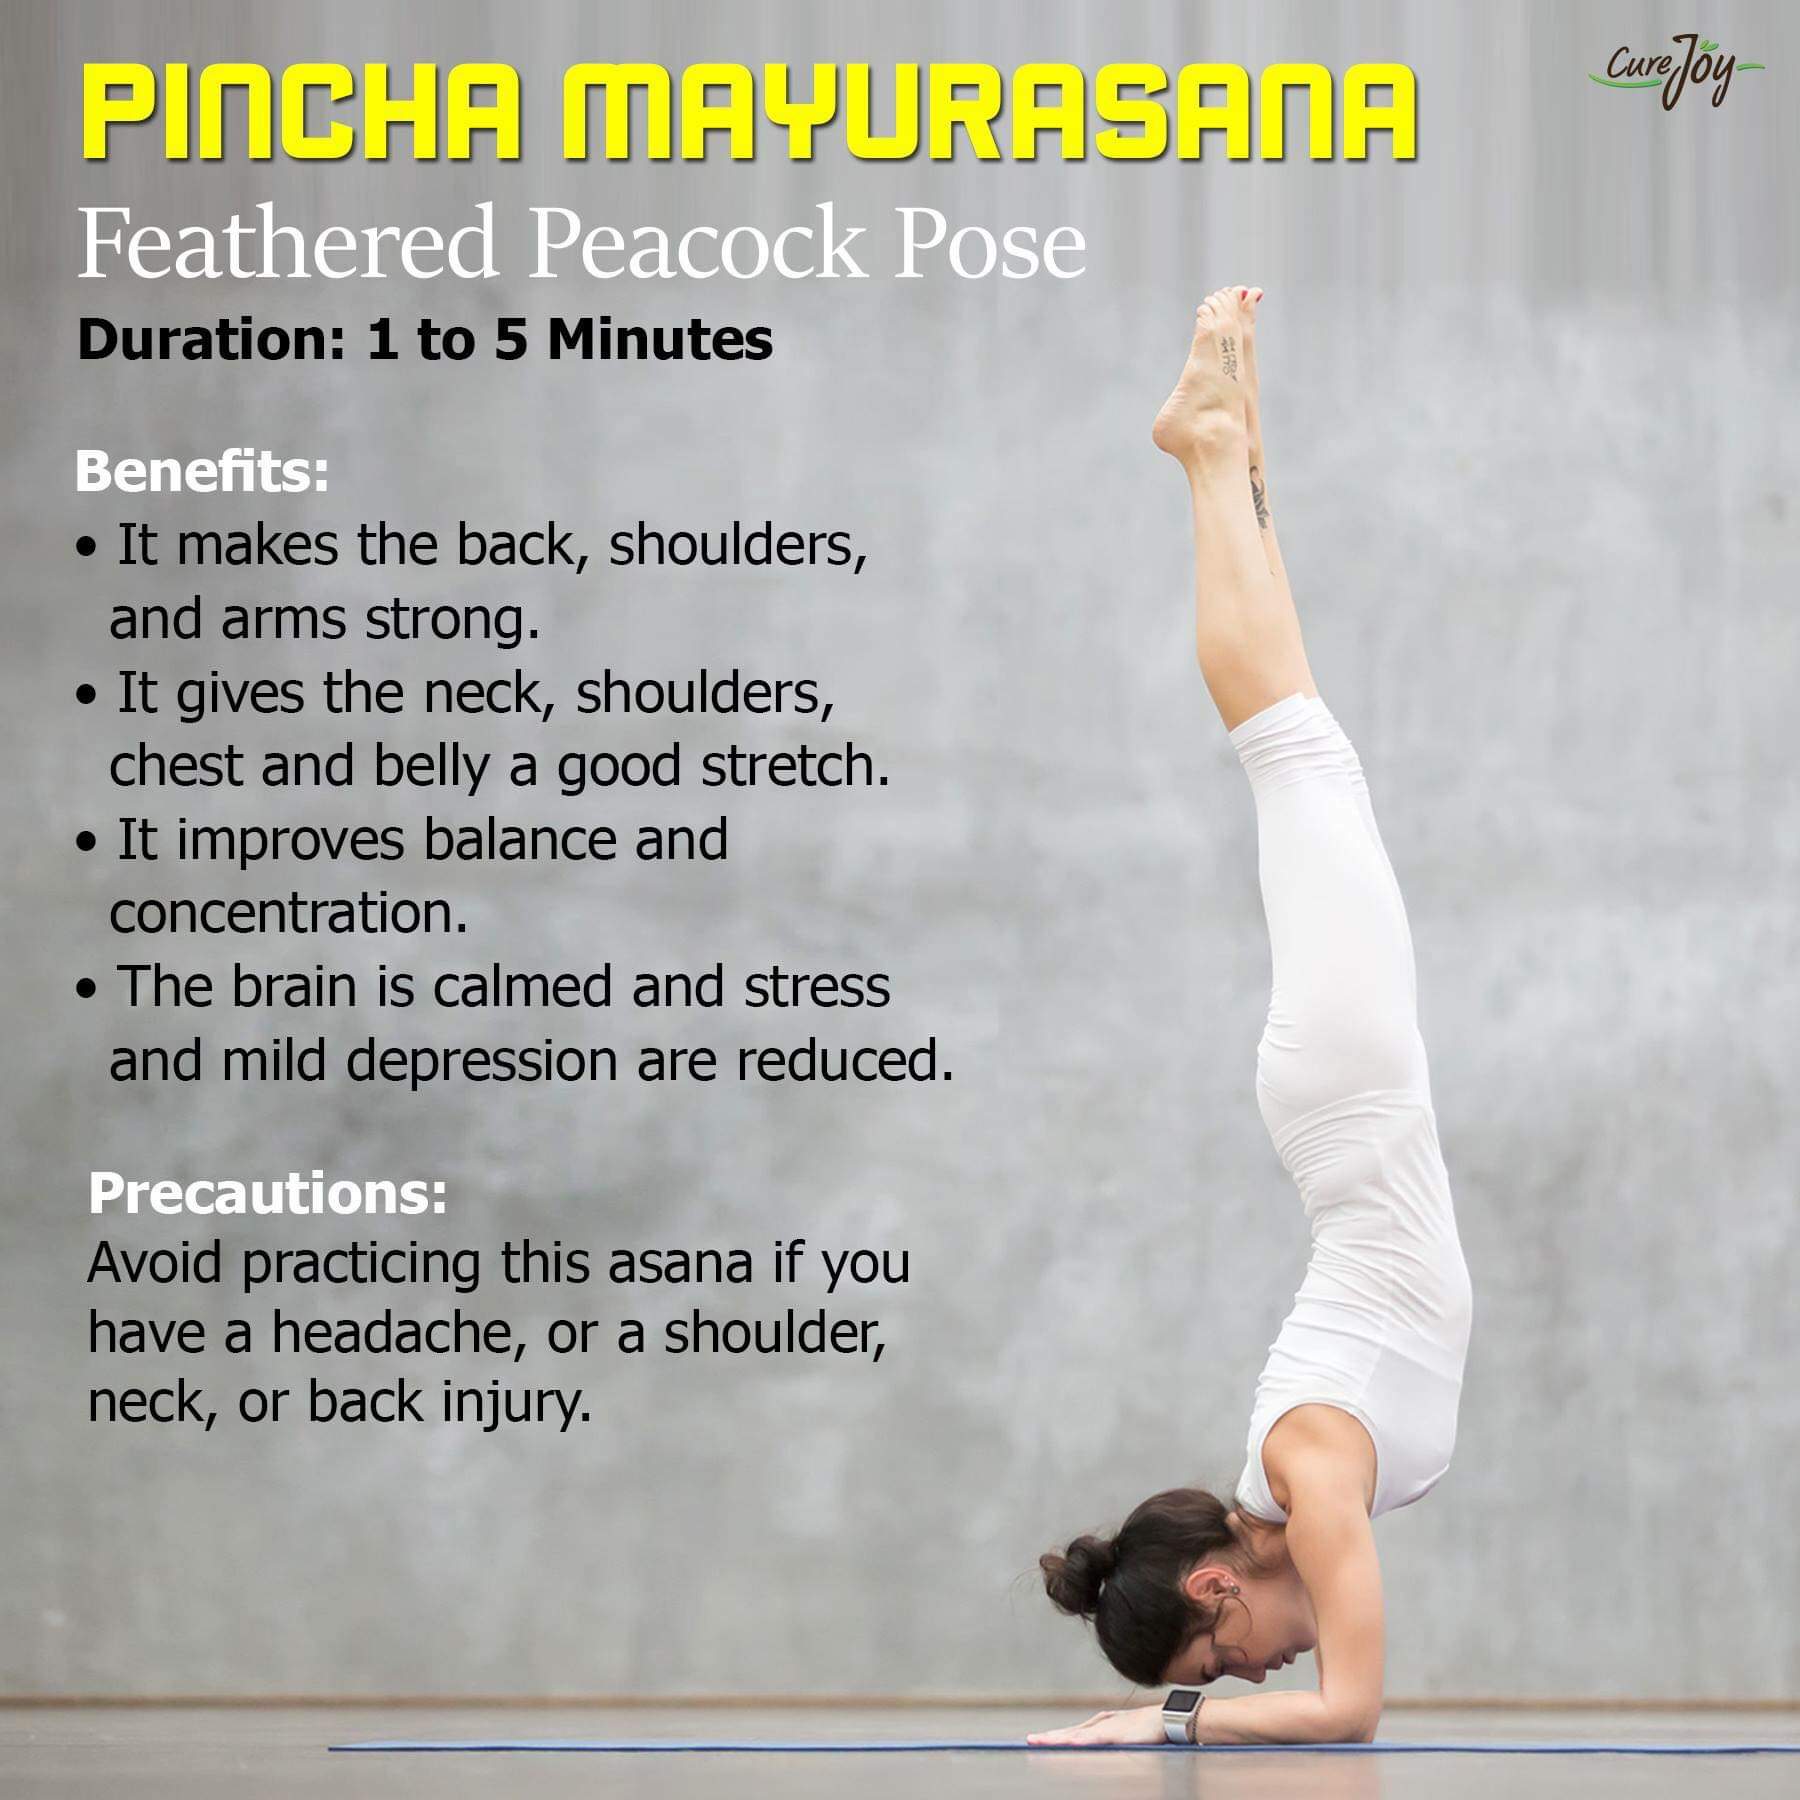 PINCHA MAYURASANA
CureJoy
Feathered Peacock Pose
Duration: 1 to 5 Minutes
Benefits:
• It makes the back, shoulders,
and arms strong.
• It gives the neck, shoulders,
chest and belly a good stretch.
• It improves balance and
concentration.
• The brain is calmed and stress
and mild depression are reduced.
Precautions:
Avoid practicing this asana if you
have a headache, or a shoulder,
neck, or back injury.